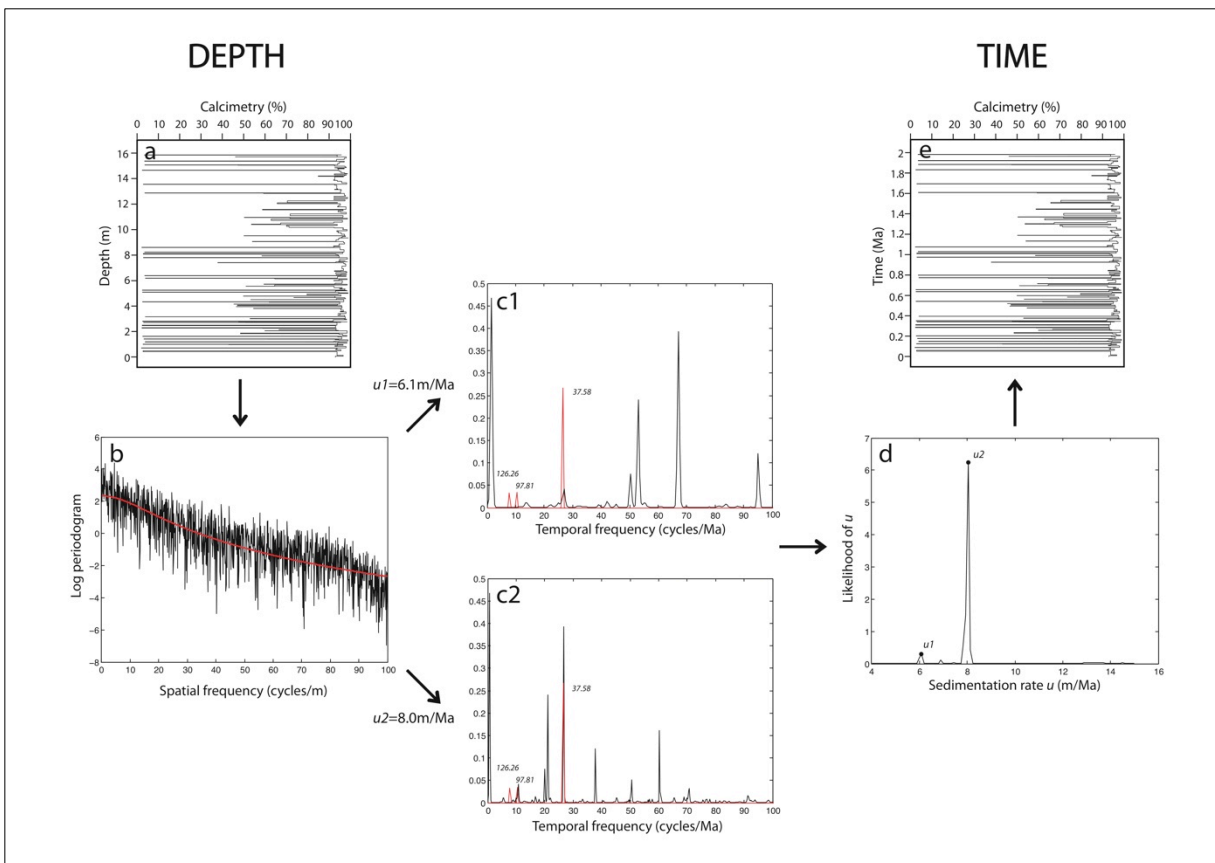 DEPTH
TIME
Calcimetry (%)
0 10 20 30 40 50 60 70 80 90 100
a
16
14
12
10
8
6
4
2
0
Depth (m)
Calcimetry (%)
0 10 20 30 40 50 60 70 80 90 100
e
2
1.8
1.6
1.4
1.2
1
0.8
0.6
0.4
0.2
0
Time (Ma)
c1
0.5
0.45
0.4
0.35
0.3
0.25
0.2
0.15
0.1
0.05
0
37.58
126.26
97.81
0 10 20 30 40 50 60 70 80 90 100
Temporal frequency (cycles/Ma)
u1=6.1m/Ma
b
6
4
2
0
−2
−4
−6
−8
Log periodogram
0 10 20 30 40 50 60 70 80 90 100
Spatial frequency (cycles/m)
u2=8.0m/Ma
c2
0.5
0.45
0.4
0.35
0.3
0.25
0.2
0.15
0.1
0.05
0
37.58
126.26
97.81
0 10 20 30 40 50 60 70 80 90 100
Temporal frequency (cycles/Ma)
d
7
6
5
4
3
2
1
0
Likelihood of u
u2
u1
4 6 8 10 12 14 16
Sedimentation rate u (m/Ma)